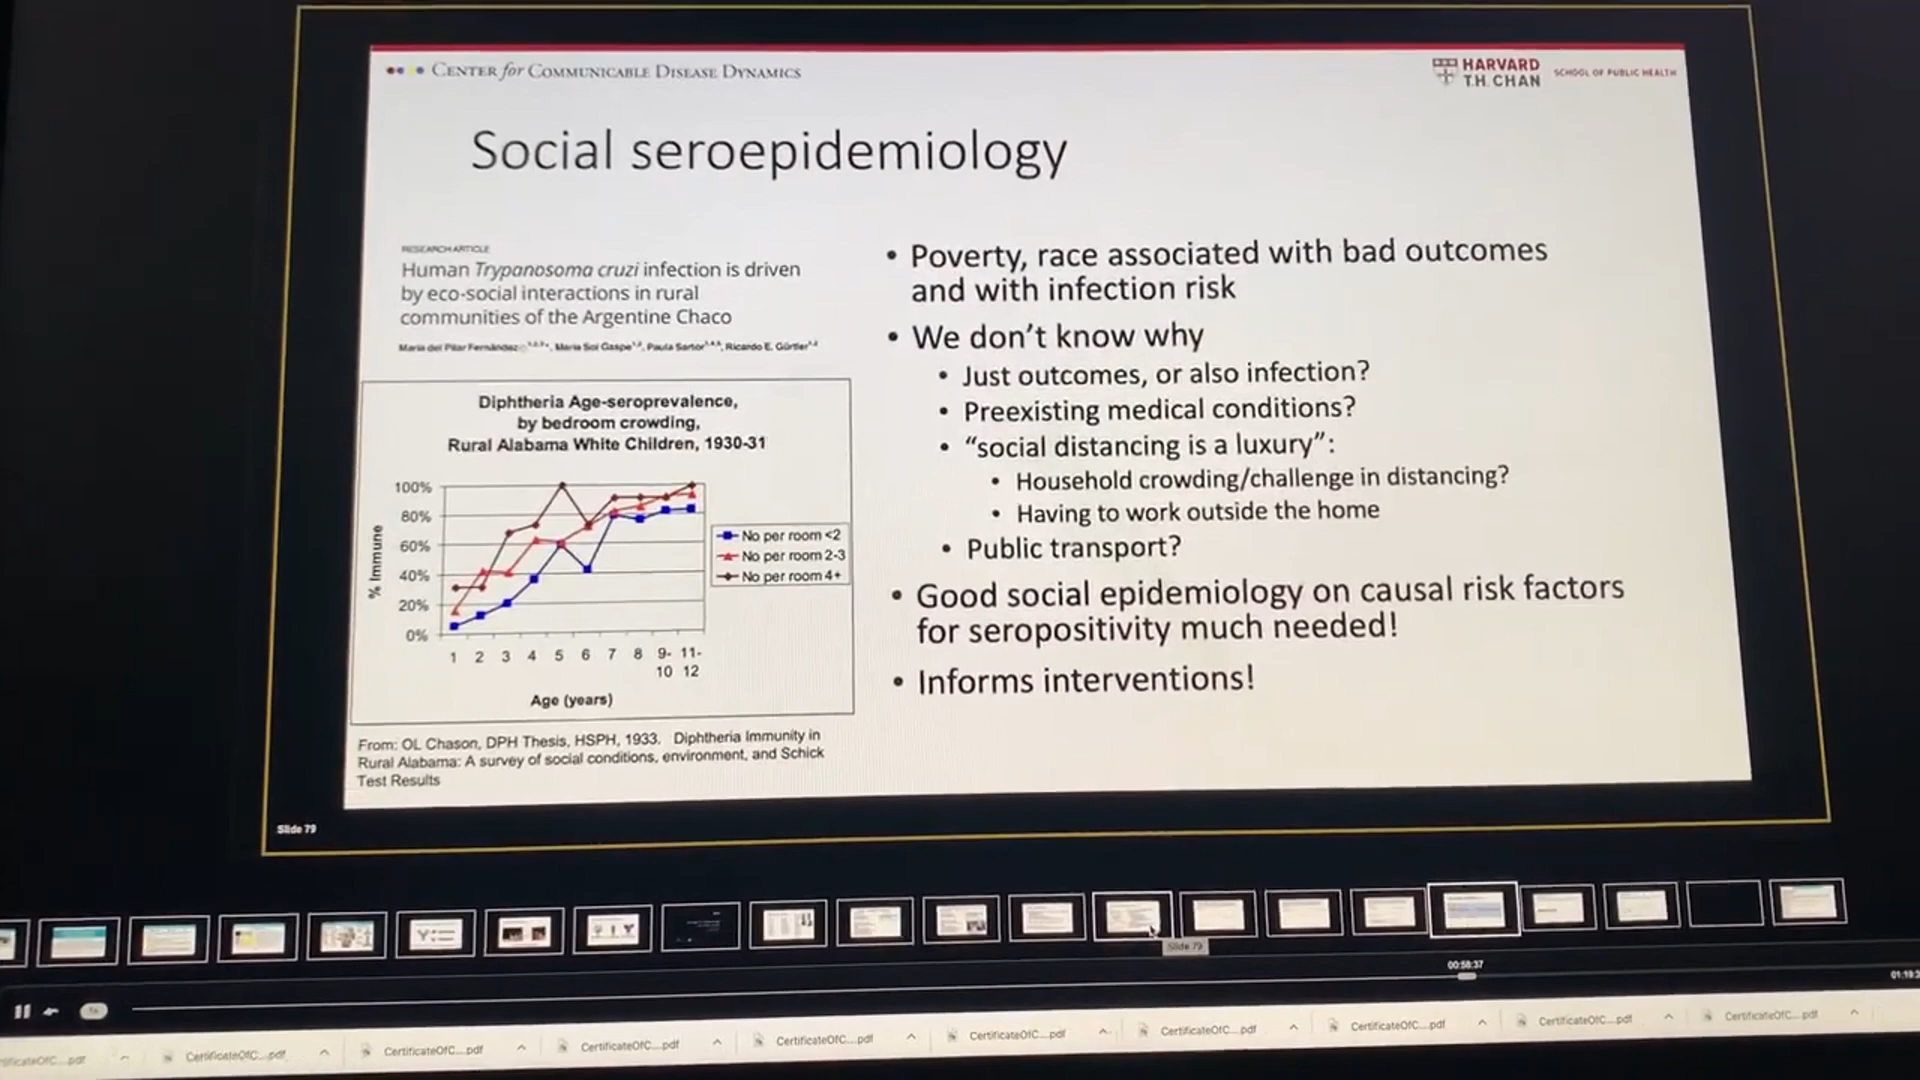 CENTER for COMMUNICABLE DISEASE DYNAMICS
HARVARD
T.H. CHAN
SCHOOL OF PUBLIC HEALTH
Social seroepidemiology
RESEARCH ARTICLE
Human Trypanosoma cruzi infection is driven
by eco-social interactions in rural
communities of the Argentine Chaco
María del Pilar Fernández, María Sol Gaspe, Paula Sartor, Ricardo E. Gürtler
Diphtheria Age-seroprevalence,
by bedroom crowding,
Rural Alabama White Children, 1930-31
100%
80%
60%
40%
20%
0%
% Immune
1 2 3 4 5 6 7 8 9- 11-
10 12
Age (years)
No per room <2
No per room 2-3
No per room 4+
From: OL Chason, DPH Thesis, HSPH, 1933. Diphtheria Immunity in
Rural Alabama: A survey of social conditions, environment, and Schick
Test Results
• Poverty, race associated with bad outcomes
and with infection risk
• We don't know why
• Just outcomes, or also infection?
• Preexisting medical conditions?
• “social distancing is a luxury”:
• Household crowding/challenge in distancing?
• Having to work outside the home
• Public transport?
• Good social epidemiology on causal risk factors
for seropositivity much needed!
• Informs interventions!
Slide 79
Slide 79
00:58:37
CertificateOfC....pdf
CertificateOfC....pdf
CertificateOfC....pdf
CertificateOfC....pdf
CertificateOfC....pdf
CertificateOfC....pdf
CertificateOfC....pdf
CertificateOfC....pdf
CertificateOfC....pdf